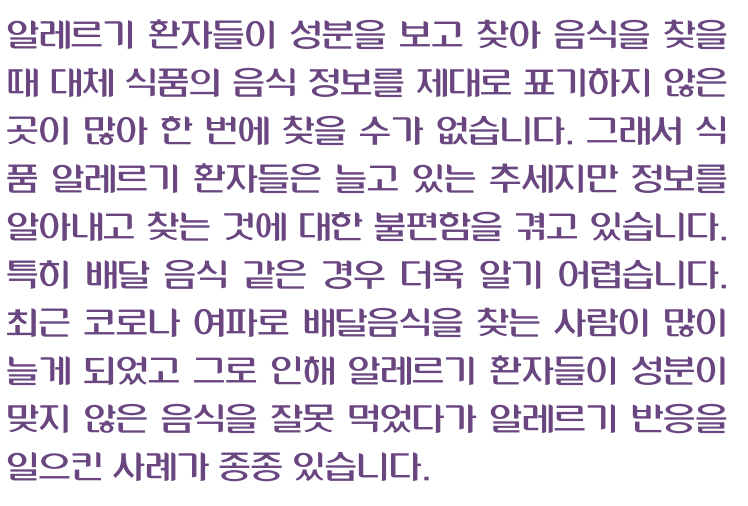 알레르기 환자들이 성분을 보고 찾아 음식을 찾을
때 대체 식품의 음식 정보를 제대로 표기하지 않은
곳이 많아 한 번에 찾을 수가 없습니다. 그래서 식
품 알레르기 환자들은 늘고 있는 추세지만 정보를
알아내고 찾는 것에 대한 불편함을 겪고 있습니다.
특히 배달 음식 같은 경우 더욱 알기 어렵습니다.
최근 코로나 여파로 배달음식을 찾는 사람이 많이
늘게 되었고 그로 인해 알레르기 환자들이 성분이
맞지 않은 음식을 잘못 먹었다가 알레르기 반응을
일으킨 사례가 종종 있습니다.